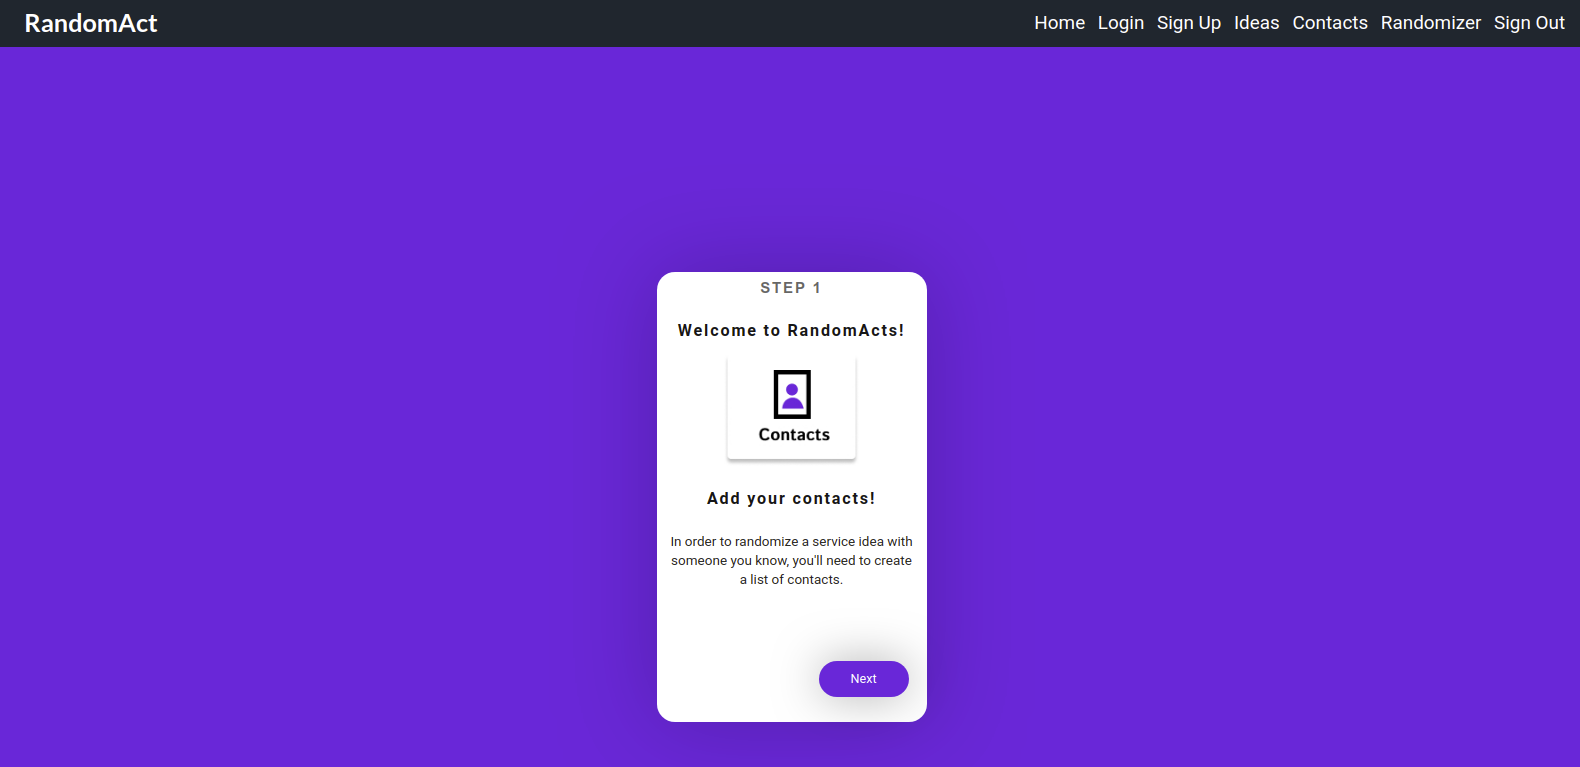 RandomAct
Home Login Sign Up Ideas Contacts Randomizer Sign Out
STEP 1
Welcome to RandomActs!
Contacts
Add your contacts!
In order to randomize a service idea with
someone you know, you'll need to create
a list of contacts.
Next